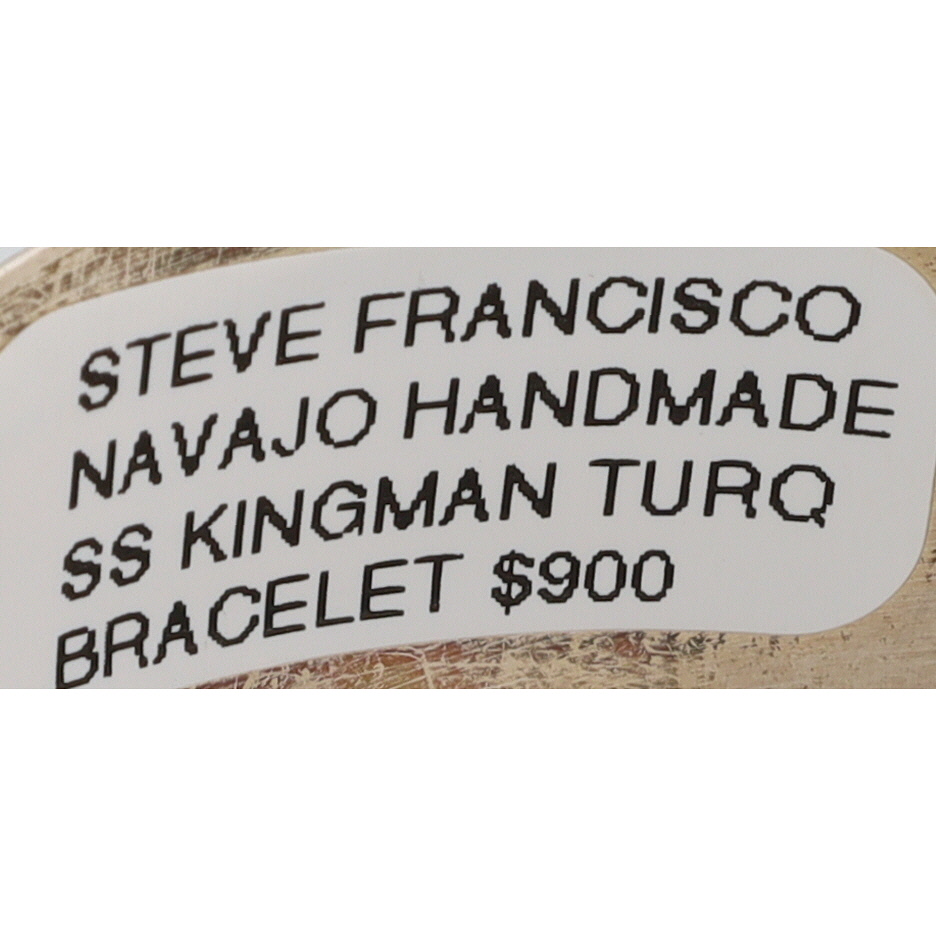 STEVE FRANCISCO
NAVAJO HANDMADE
SS KINGMAN TURQ
BRACELET $900